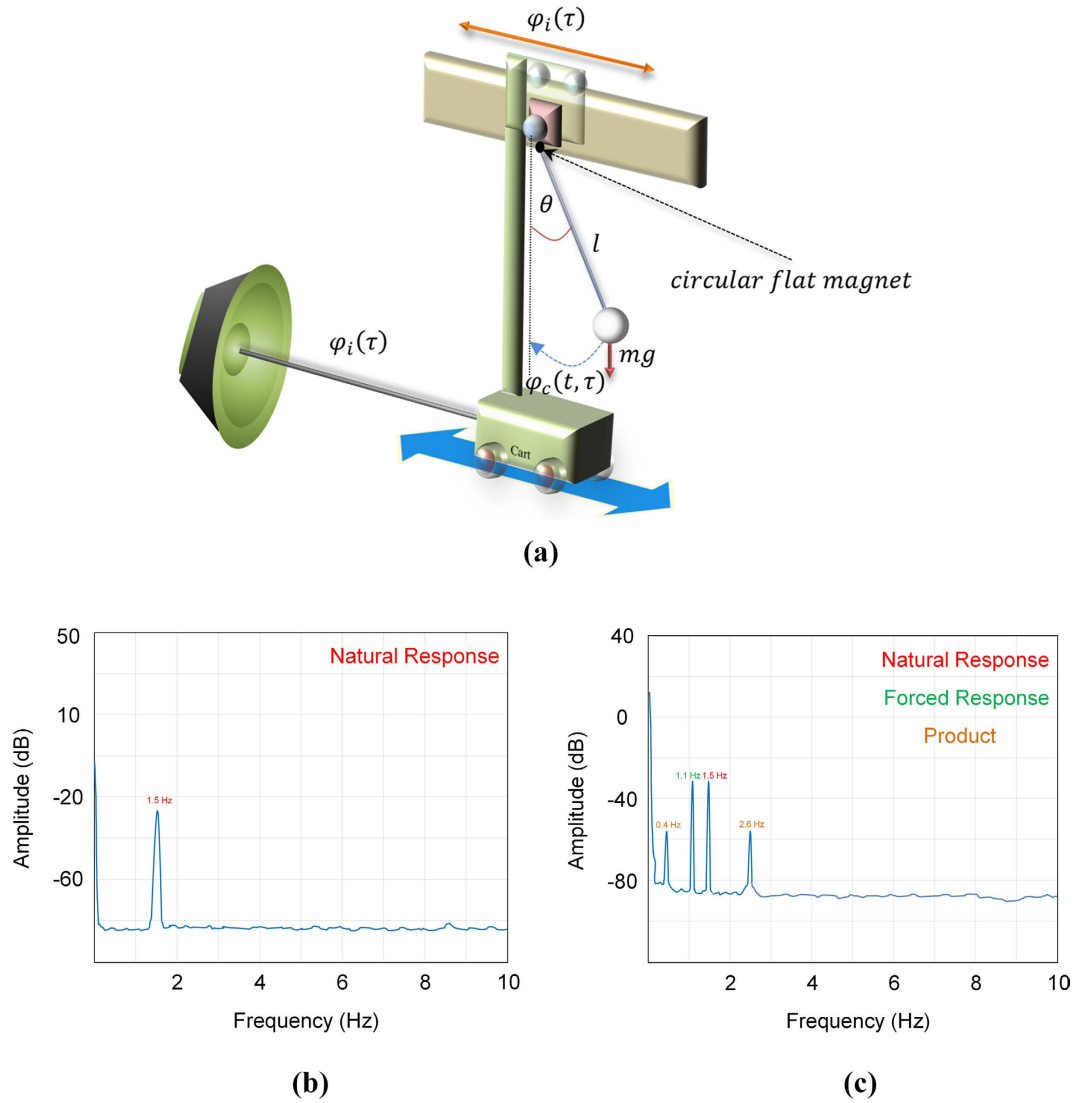 φᵢ(τ)
θ
l
circular flat magnet
φᵢ(τ)
mg
φ_c(t, τ)
Cart
(a)
50
10
-20
-60
Amplitude (dB)
Natural Response
1.5 Hz
2 4 6 8 10
Frequency (Hz)
(b)
40
0
-40
-80
Amplitude (dB)
Natural Response
Forced Response
Product
1.1 Hz 1.5 Hz
0.4 Hz 2.6 Hz
0 2 4 6 8 10
Frequency (Hz)
(c)